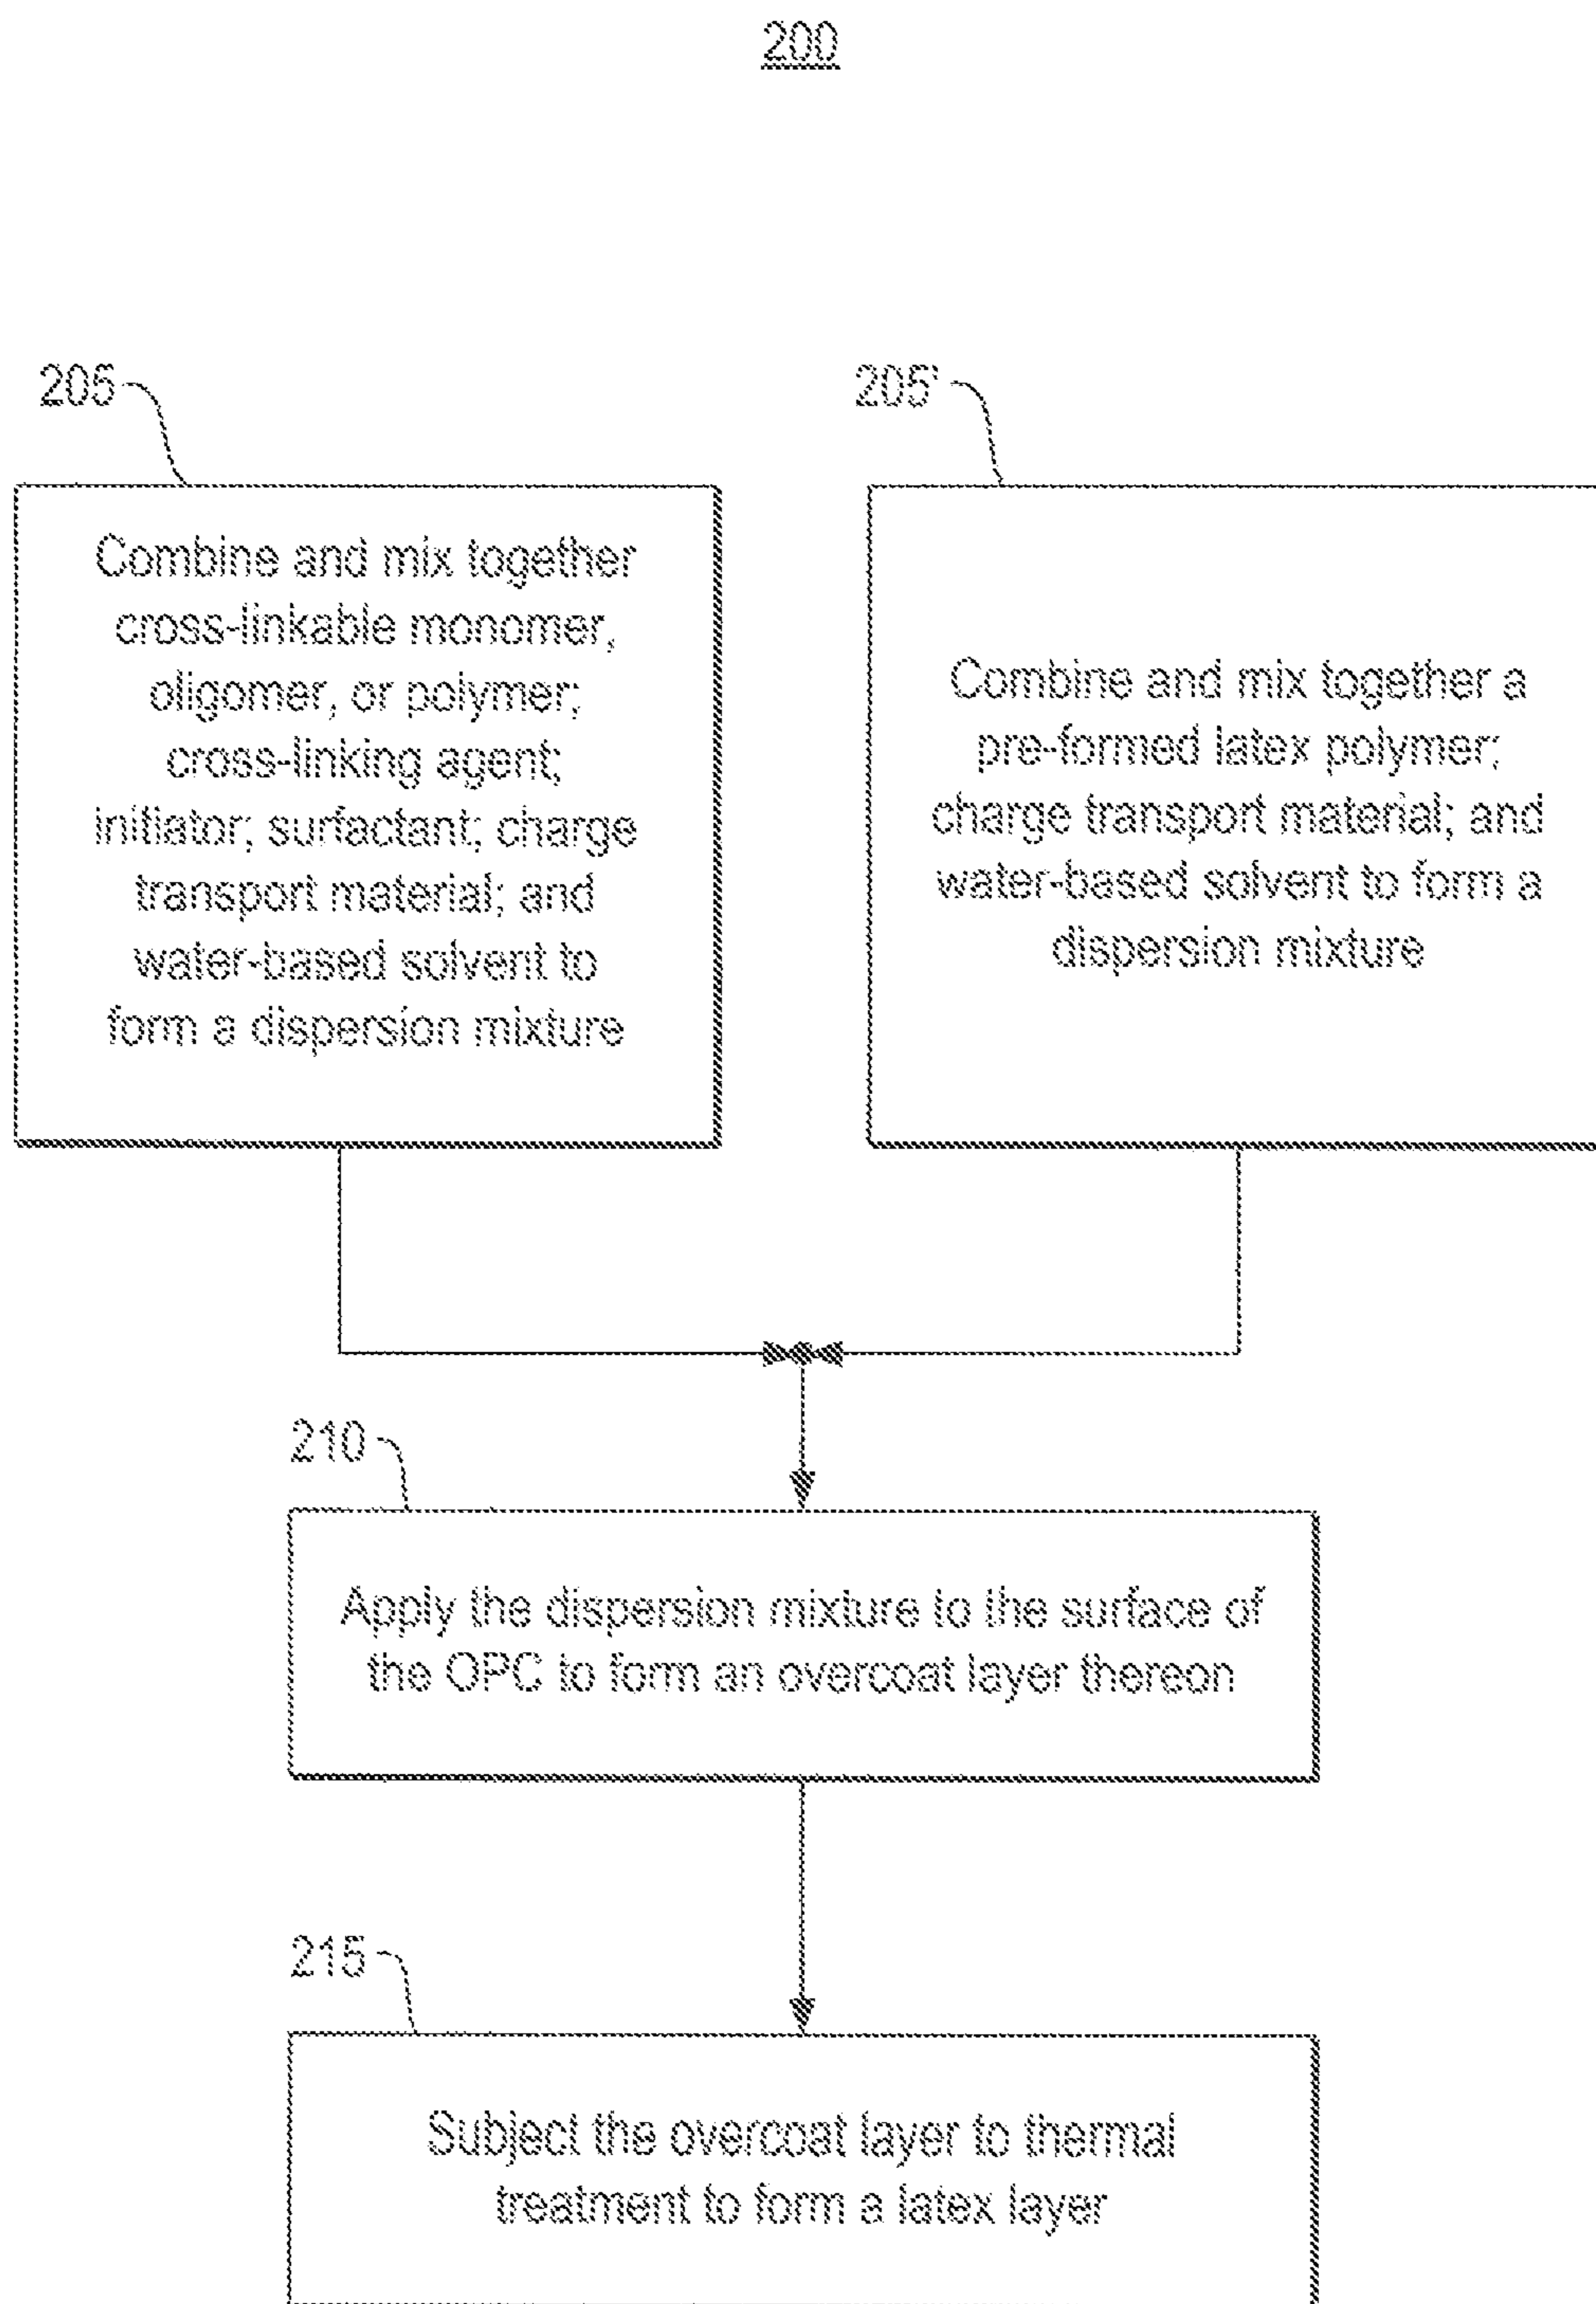 200
205
Combine and mix together
cross-linkable monomer,
oligomer, or polymer;
cross-linking agent;
initiator; surfactant; charge
transport material; and
water-based solvent to
form a dispersion mixture
205'
Combine and mix together a
pre-formed latex polymer;
charge transport material; and
water-based solvent to form a
dispersion mixture
210
Apply the dispersion mixture to the surface of
the OPC to form an overcoat layer thereon
215
Subject the overcoat layer to thermal
treatment to form a latex layer